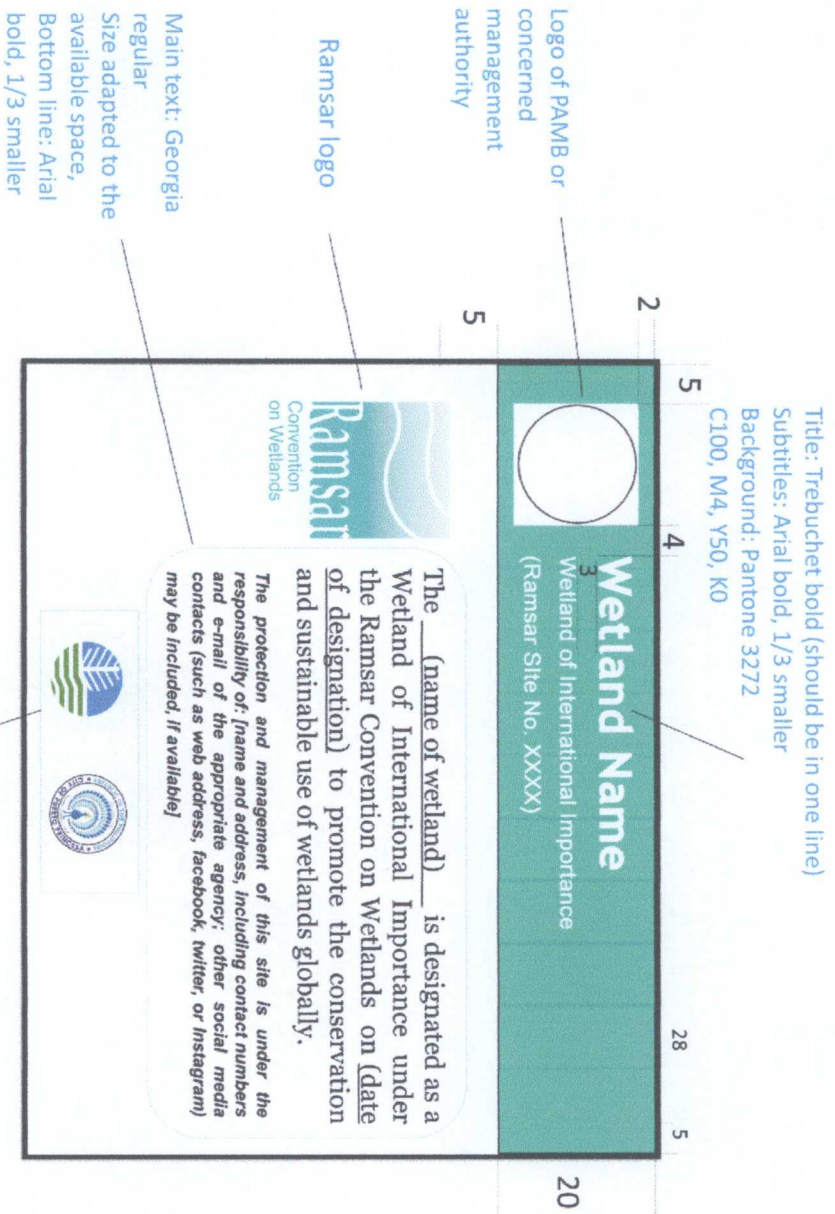 Title: Trebuchet bold (should be in one line)
Subtitles: Arial bold, 1/3 smaller
Background: Pantone 3272
C100, M4, Y50, K0
5
4
28
5
2
3
20
5
Logo of PAMB or
concerned
management
authority
Wetland Name
Wetland of International Importance
(Ramsar SIte No. XXXX)
Ramsar logo
Ramsar
Convention
on Wetlands
The __(name of wetland)__ is designated as a
Wetland of International Importance under
the Ramsar Convention on Wetlands on (date
of designation) to promote the conservation
and sustainable use of wetlands globally.
The protection and management of this site is under the
responsibility of: [name and address, including contact numbers
and e-mail of the appropriate agency; other social media
contacts (such as web address, facebook, twitter, or Instagram)
may be included, if available]
Main text: Georgia
regular
Size adapted to the
available space,
Bottom line: Arial
bold, 1/3 smaller